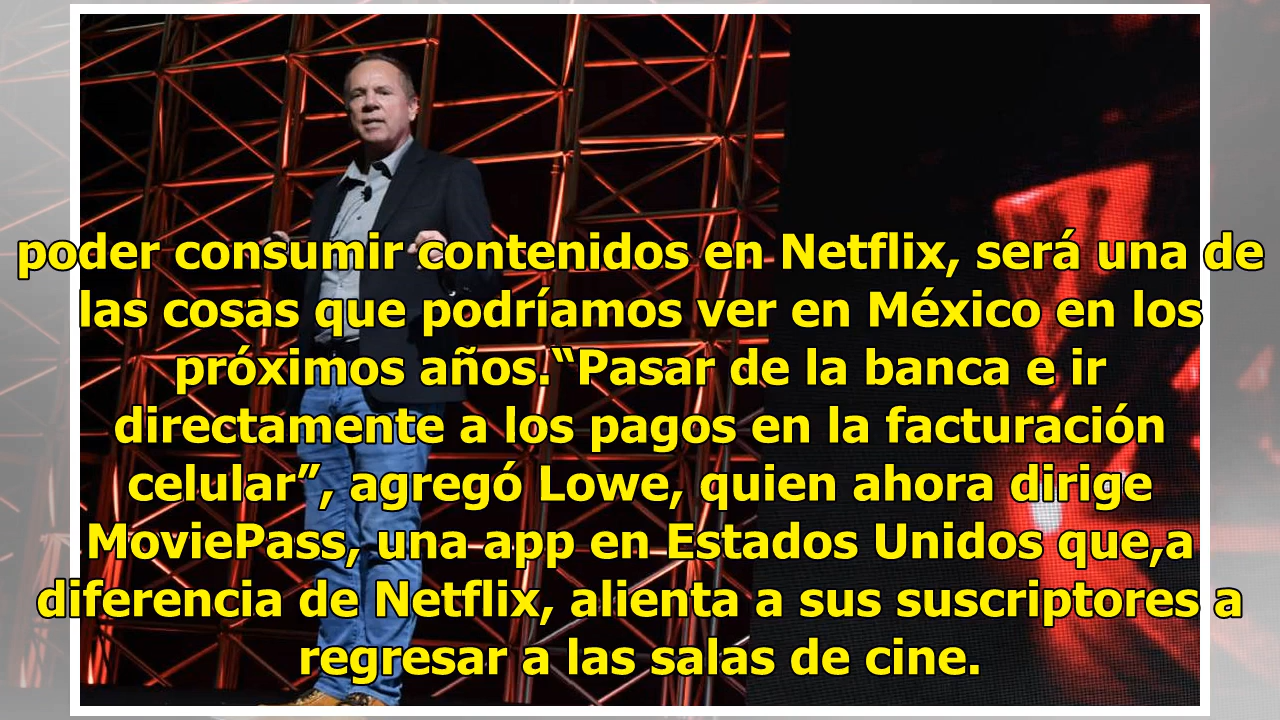 poder consumir contenidos en Netflix, será una de
las cosas que podríamos ver en México en los
próximos años.“Pasar de la banca e ir
directamente a los pagos en la facturación
celular”, agregó Lowe, quien ahora dirige
MoviePass, una app en Estados Unidos que,a
diferencia de Netflix, alienta a sus suscriptores a
regresar a las salas de cine.